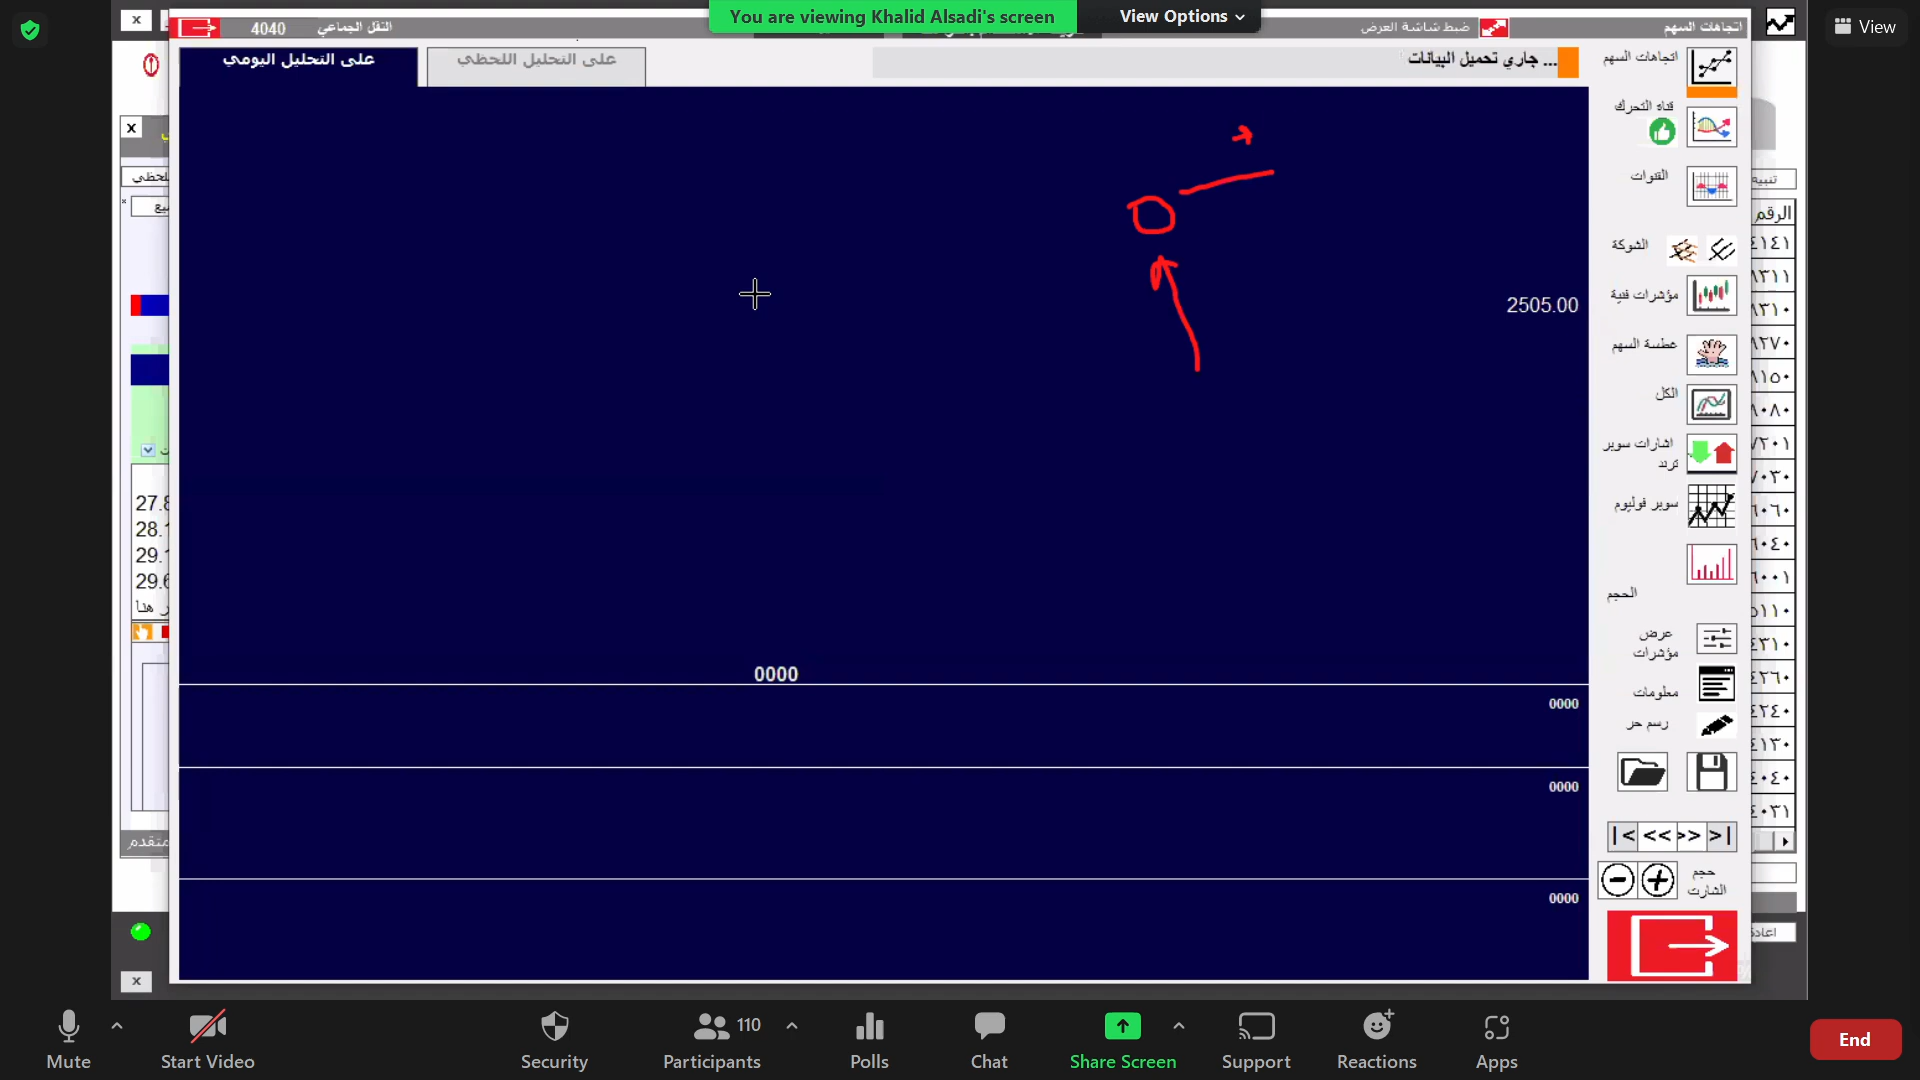 You are viewing Khalid Alsadi's screen
View Options
View
x
4040
النقل الجماعي
ضبط شاشة العرض
اتجاهات السهم
على التحليل اليومي
على التحليل اللحظي
... جاري تحميل البيانات
اتجاهات السهم
قناة التحرك
القنوات
الشوكة
مؤشرات فنية
غطسة السهم
الكل
اشارات سوبر
ترند
سوبر فوليوم
الحجم
عرض
مؤشرات
معلومات
رسم حر
|< << >> >|
حجم
الشارت
2505.00
0000
0000
0000
0000
x
x
الرقم
ر هنا
متقدم
Mute
Start Video
Security
110
Participants
Polls
Chat
Share Screen
Support
Reactions
Apps
End